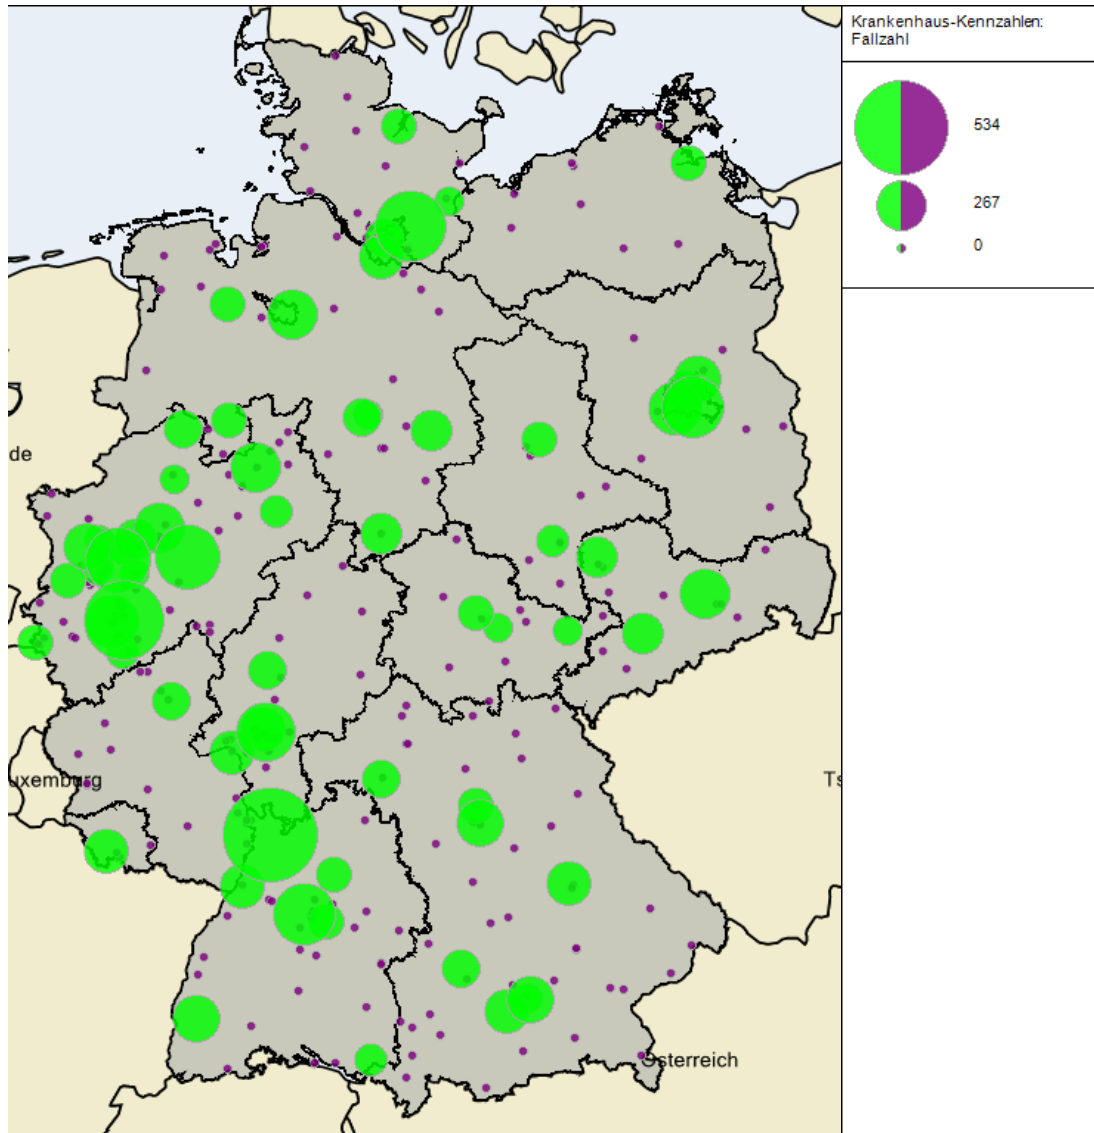 Krankenhaus-Kennzahlen:
Fallzahl
534
267
0
de
uxemburg
Ts
Österreich